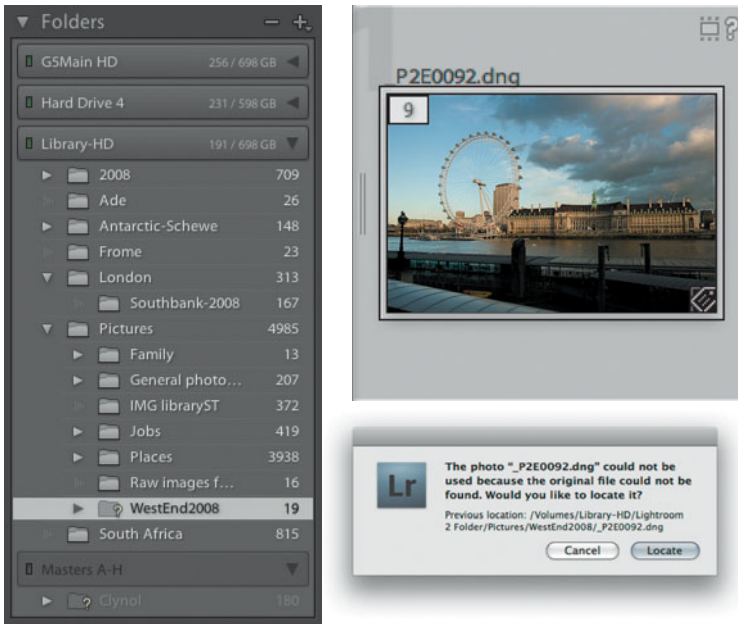 Folders
G5Main HD 256 / 698 GB
Hard Drive 4 231 / 598 GB
Library-HD 191 / 698 GB
2008 709
Ade 26
Antarctic-Schewe 148
Frome 23
London 313
Southbank-2008 167
Pictures 4985
Family 13
General photo... 207
IMG libraryST 372
Jobs 419
Places 3938
Raw images f... 16
WestEnd2008 19
South Africa 815
Masters A-H
Clynol 180
1
?
_P2E0092.dng
9
Lr
The photo "_P2E0092.dng" could not be
used because the original file could not be
found. Would you like to locate it?
Previous location: /Volumes/Library-HD/Lightroom
2 Folder/Pictures/WestEnd2008/_P2E0092.dng
Cancel Locate